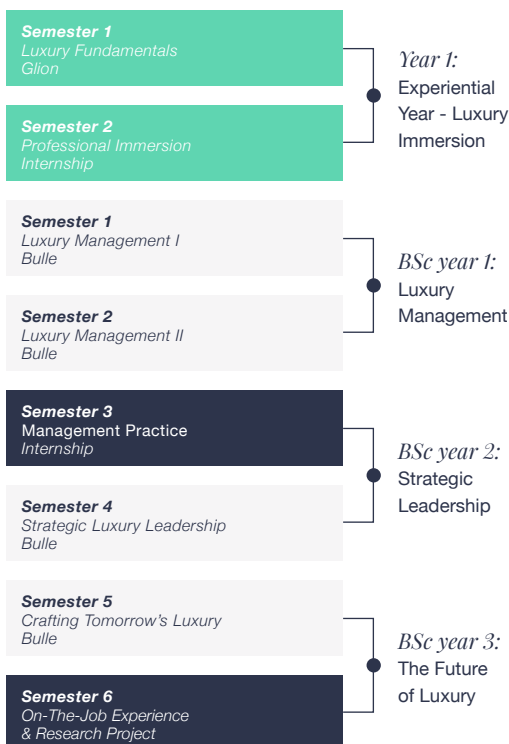 Semester 1
Luxury Fundamentals
Glion
Semester 2
Professional Immersion
Internship
Year 1:
Experiential
Year - Luxury
Immersion
Semester 1
Luxury Management I
Bulle
Semester 2
Luxury Management II
Bulle
BSc year 1:
Luxury
Management
Semester 3
Management Practice
Internship
Semester 4
Strategic Luxury Leadership
Bulle
BSc year 2:
Strategic
Leadership
Semester 5
Crafting Tomorrow’s Luxury
Bulle
Semester 6
On-The-Job Experience
& Research Project
BSc year 3:
The Future
of Luxury